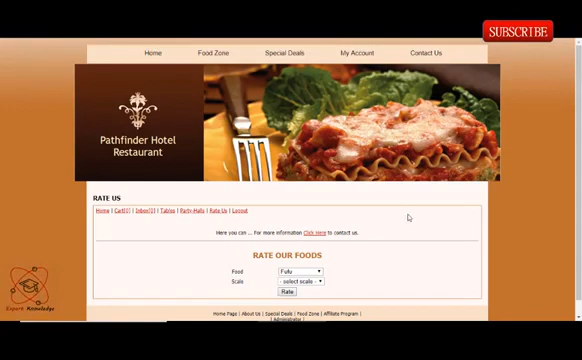 SUBSCRIBE
Home Food Zone Special Deals My Account Contact Us
Pathfinder Hotel
Restaurant
RATE US
Home | Cart[0] | Inbox[0] | Tables | Party-Halls | Rate Us | Logout
Here you can ... For more information Click Here to contact us.
RATE OUR FOODS
Food Fufu
Scale - select scale -
Rate
Home Page | About Us | Special Deals | Food Zone | Affiliate Program |
| Administrator |
Expert Knowledge